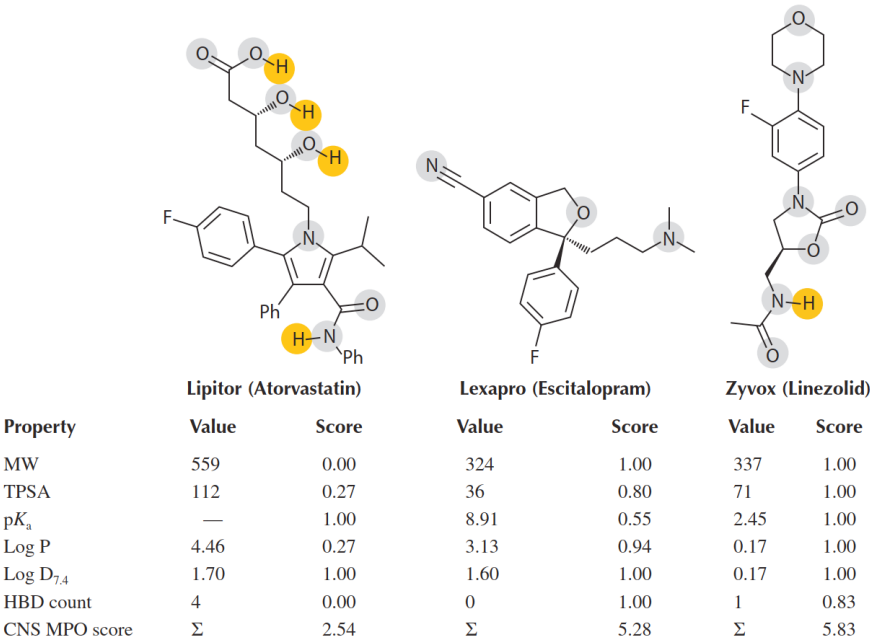 O O H
O H
O H
F N
Ph O
H N
Ph
N O N
F
O
N
F
N O
O
N H
O
Lipitor (Atorvastatin) Lexapro (Escitalopram) Zyvox (Linezolid)
Property Value Score Value Score Value Score
MW 559 0.00 324 1.00 337 1.00
TPSA 112 0.27 36 0.80 71 1.00
pKₐ — 1.00 8.91 0.55 2.45 1.00
Log P 4.46 0.27 3.13 0.94 0.17 1.00
Log D₇.₄ 1.70 1.00 1.60 1.00 0.17 1.00
HBD count 4 0.00 0 1.00 1 0.83
CNS MPO score Σ 2.54 Σ 5.28 Σ 5.83